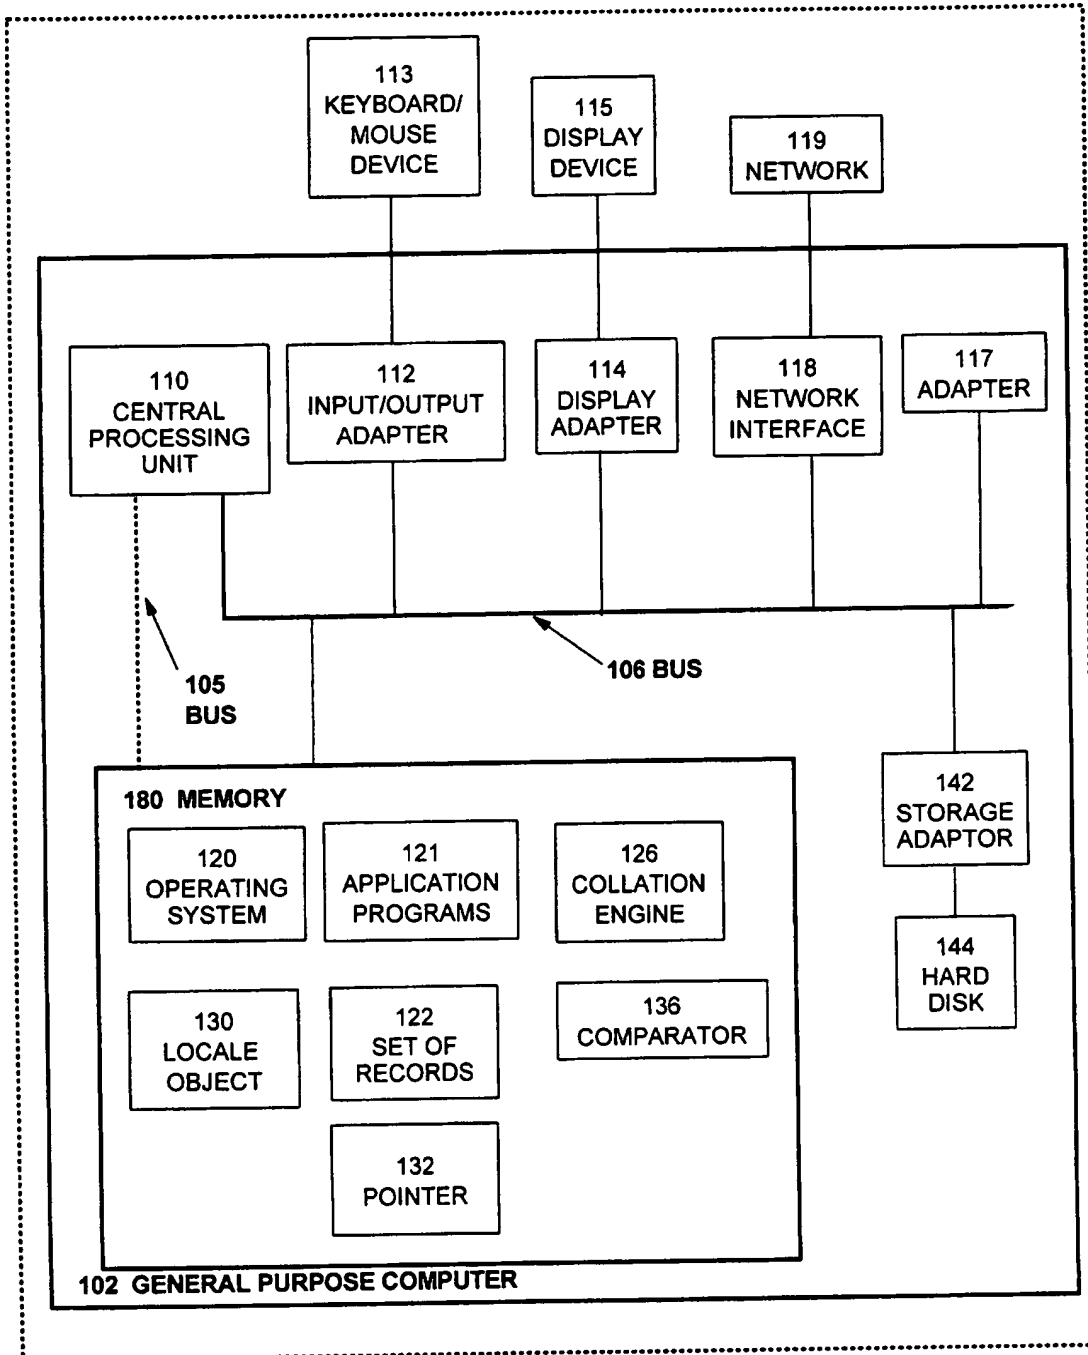 113
KEYBOARD/
MOUSE
DEVICE
115
DISPLAY
DEVICE
119
NETWORK
110
CENTRAL
PROCESSING
UNIT
112
INPUT/OUTPUT
ADAPTER
114
DISPLAY
ADAPTER
118
NETWORK
INTERFACE
117
ADAPTER
105
BUS
106 BUS
180 MEMORY
120
OPERATING
SYSTEM
121
APPLICATION
PROGRAMS
126
COLLATION
ENGINE
130
LOCALE
OBJECT
122
SET OF
RECORDS
136
COMPARATOR
132
POINTER
142
STORAGE
ADAPTOR
144
HARD
DISK
102 GENERAL PURPOSE COMPUTER